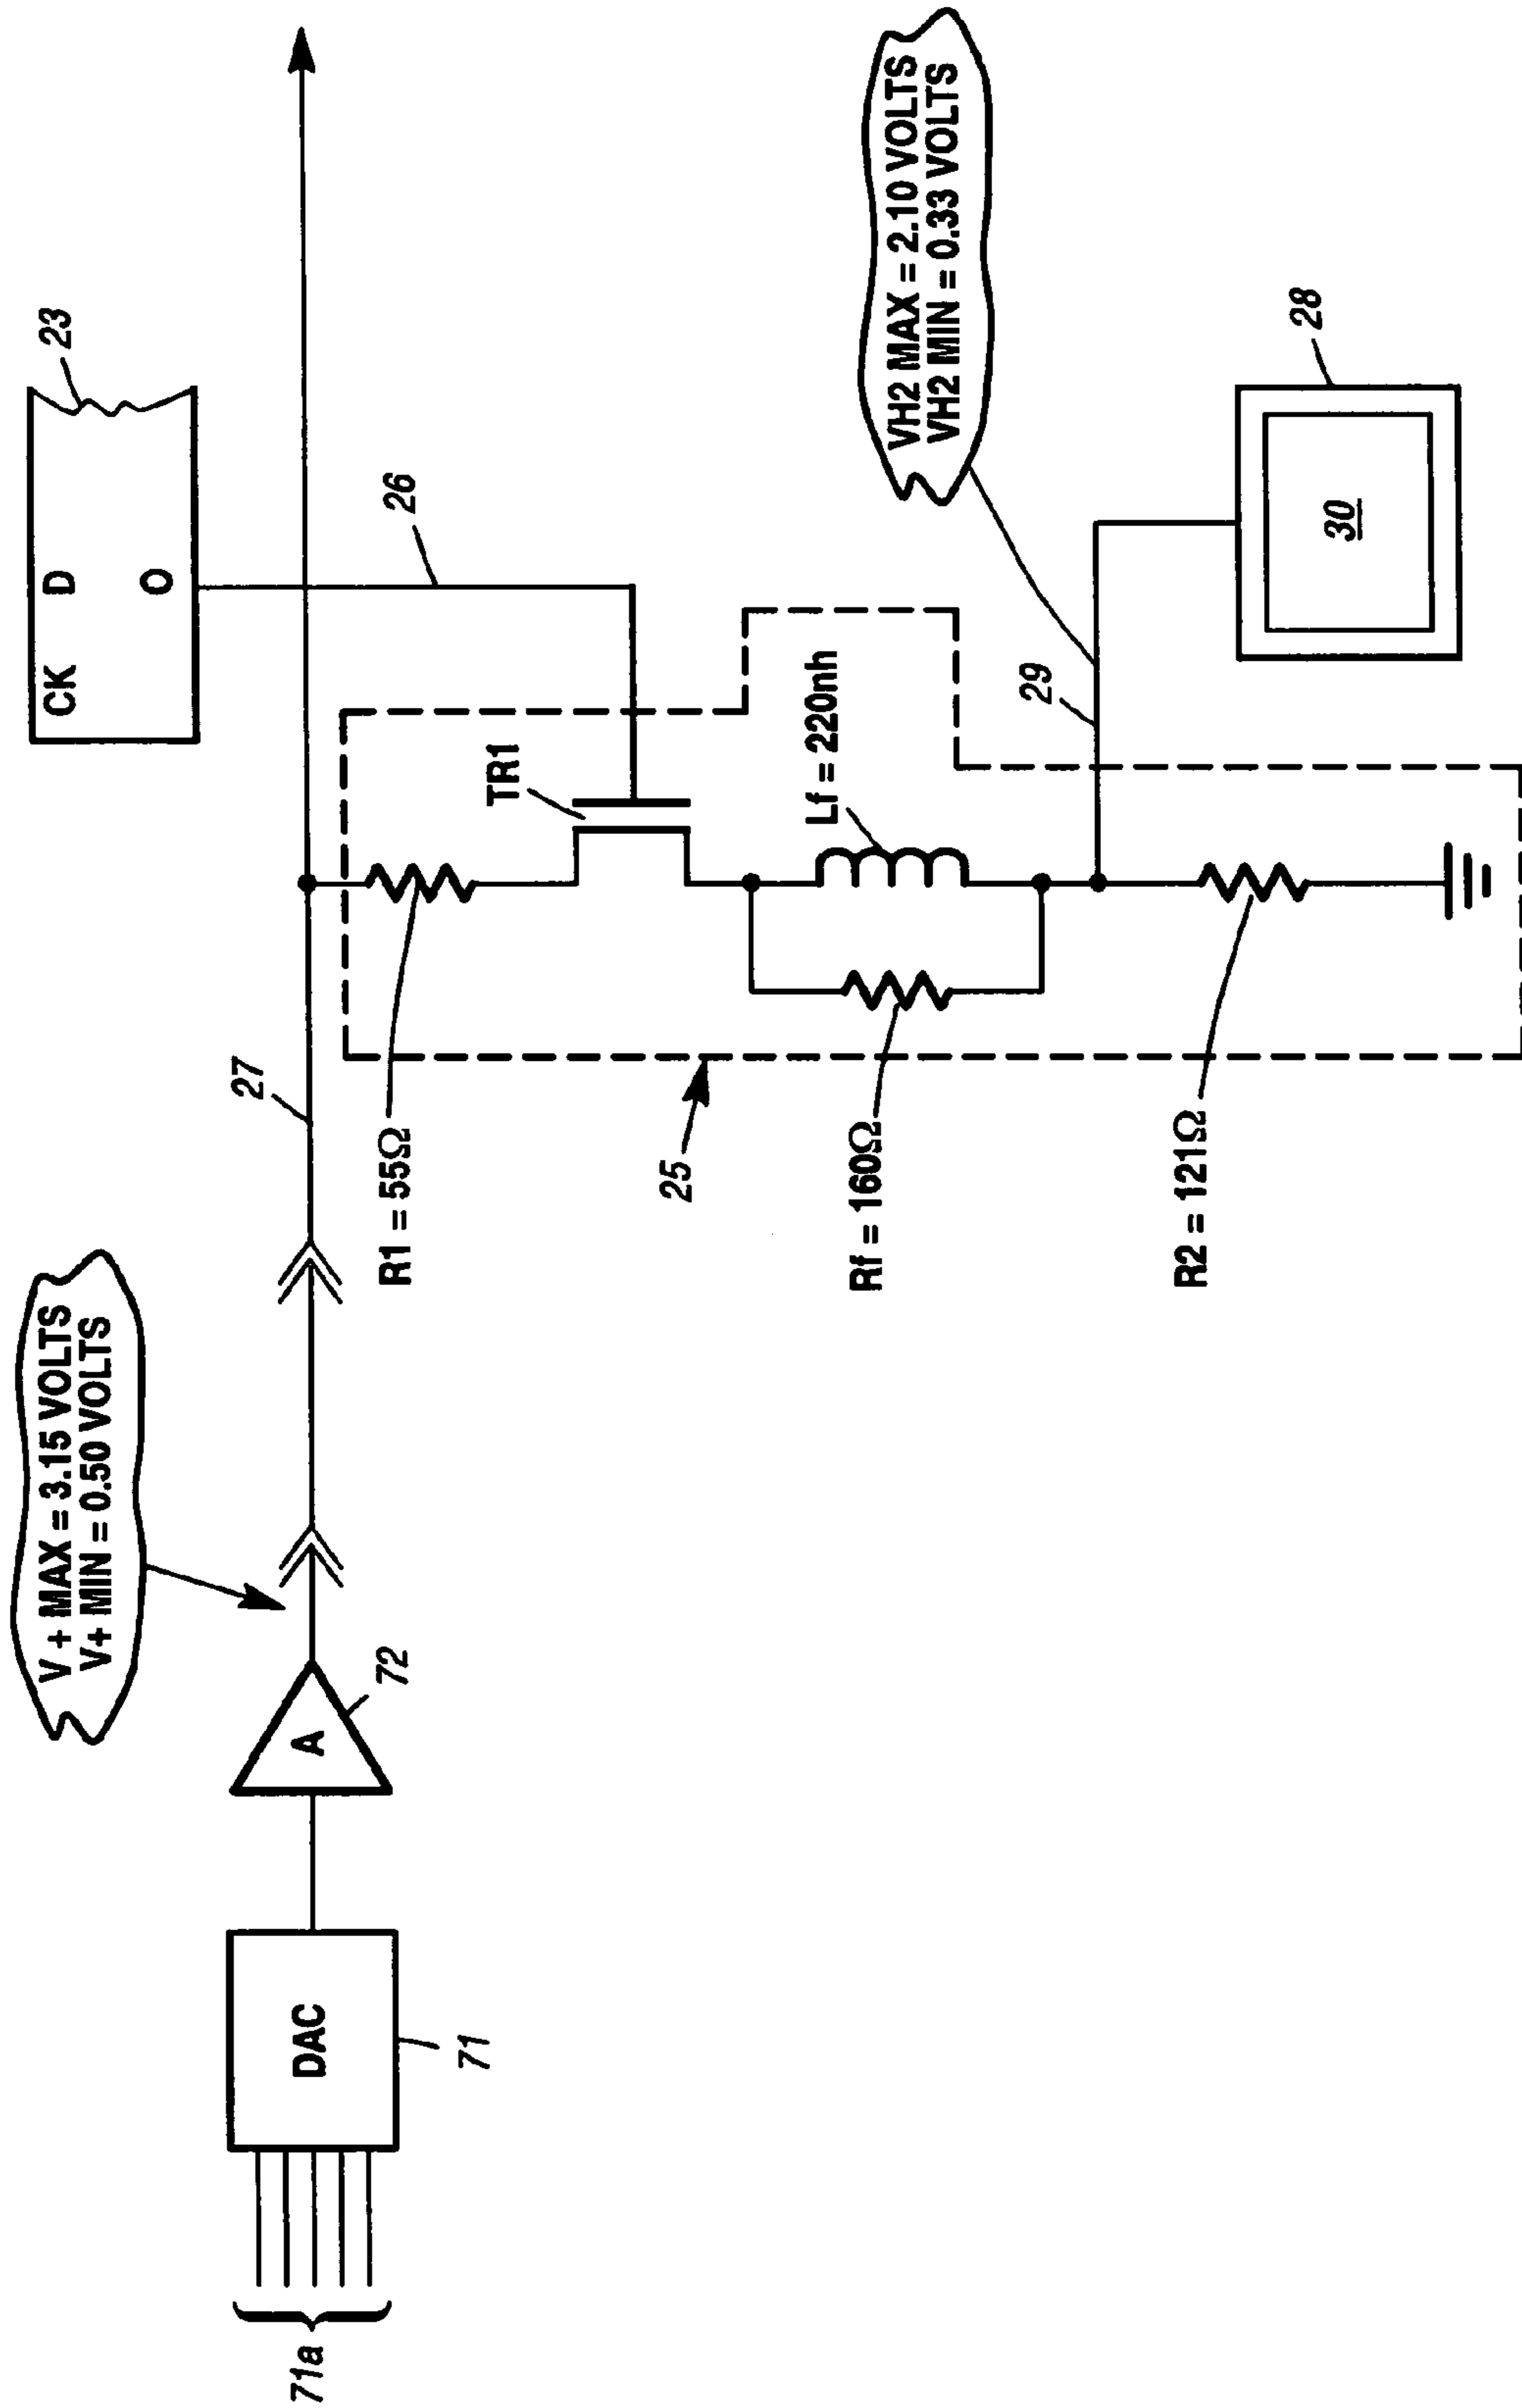 71a
DAC
71
A
72
V + MAX = 3.15 VOLTS
V+ MIN = 0.50 VOLTS
27
CK D
O
23
26
R1 = 55Ω
TR1
25
Rf = 160Ω
Lf = 220nh
R2 = 121Ω
29
VH2 MAX = 2.10 VOLTS
VH2 MIN = 0.33 VOLTS
28
30